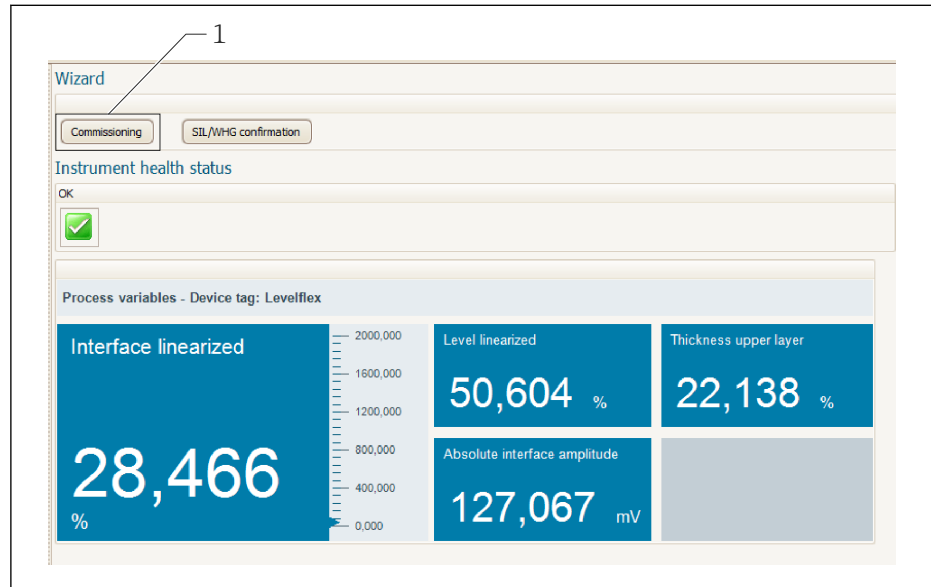 1
Wizard
Commissioning
SIL/WHG confirmation
Instrument health status
OK
Process variables - Device tag: Levelflex
Interface linearized
28,466
%
2000,000
1600,000
1200,000
800,000
400,000
0,000
Level linearized
50,604 %
Thickness upper layer
22,138 %
Absolute interface amplitude
127,067 mV